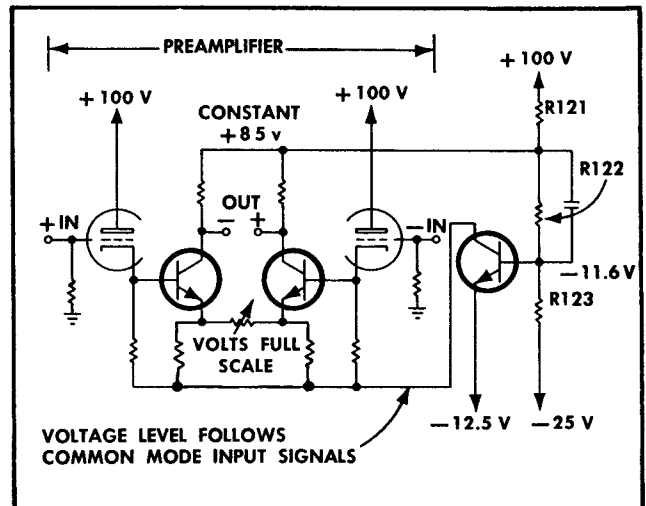 PREAMPLIFIER
+ 100 V
+ 100 V
+ 100 V
CONSTANT
+ 85 v
R121
R122
+ IN
OUT
− +
− IN
− 11.6 V
R123
VOLTS FULL
SCALE
− 12.5 V
− 25 V
VOLTAGE LEVEL FOLLOWS
COMMON MODE INPUT SIGNALS